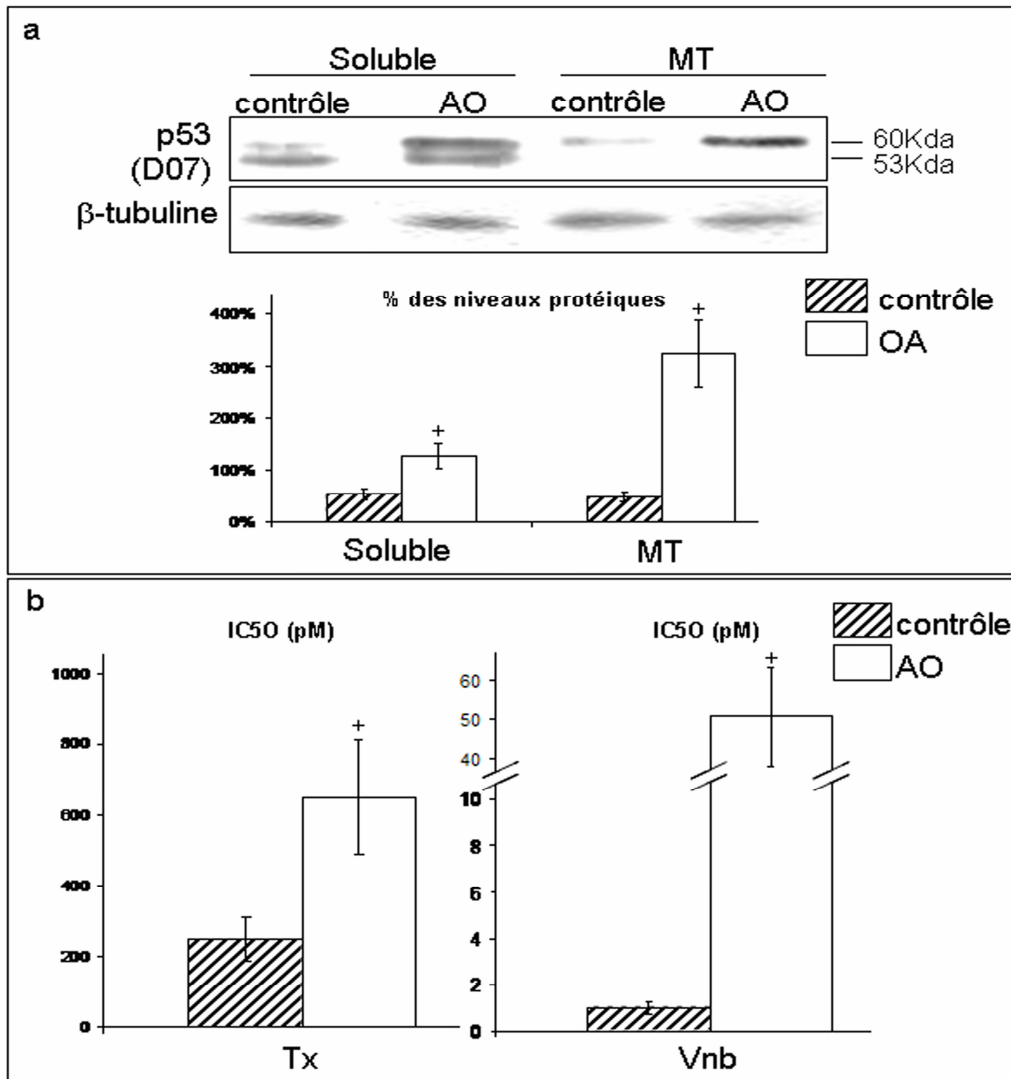 a
Soluble MT
contrôle AO contrôle AO
p53
(D07)
60Kda
53Kda
β-tubuline
% des niveaux protéiques
contrôle
OA
400%
300%
200%
100%
0%
+ +
Soluble MT
b
contrôle
AO
IC5O (pM)
1000
800
600
400
200
0
+
Tx
IC5O (pM)
60
50
40
10
8
6
4
2
0
+
Vnb